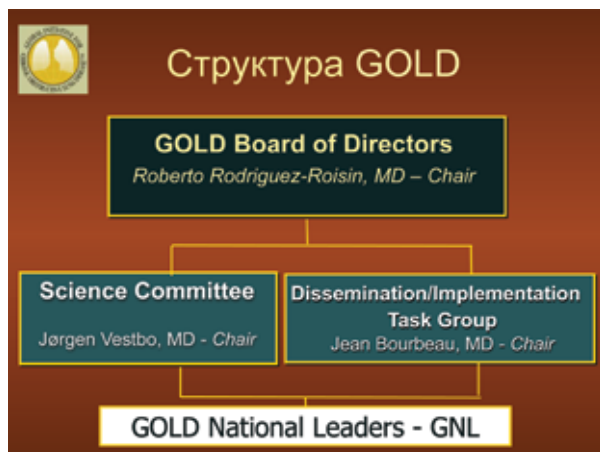 Структура GOLD
GOLD Board of Directors
Roberto Rodriguez-Roisin, MD – Chair
Science Committee
Jørgen Vestbo, MD - Chair
Dissemination/Implementation
Task Group
Jean Bourbeau, MD - Chair
GOLD National Leaders - GNL